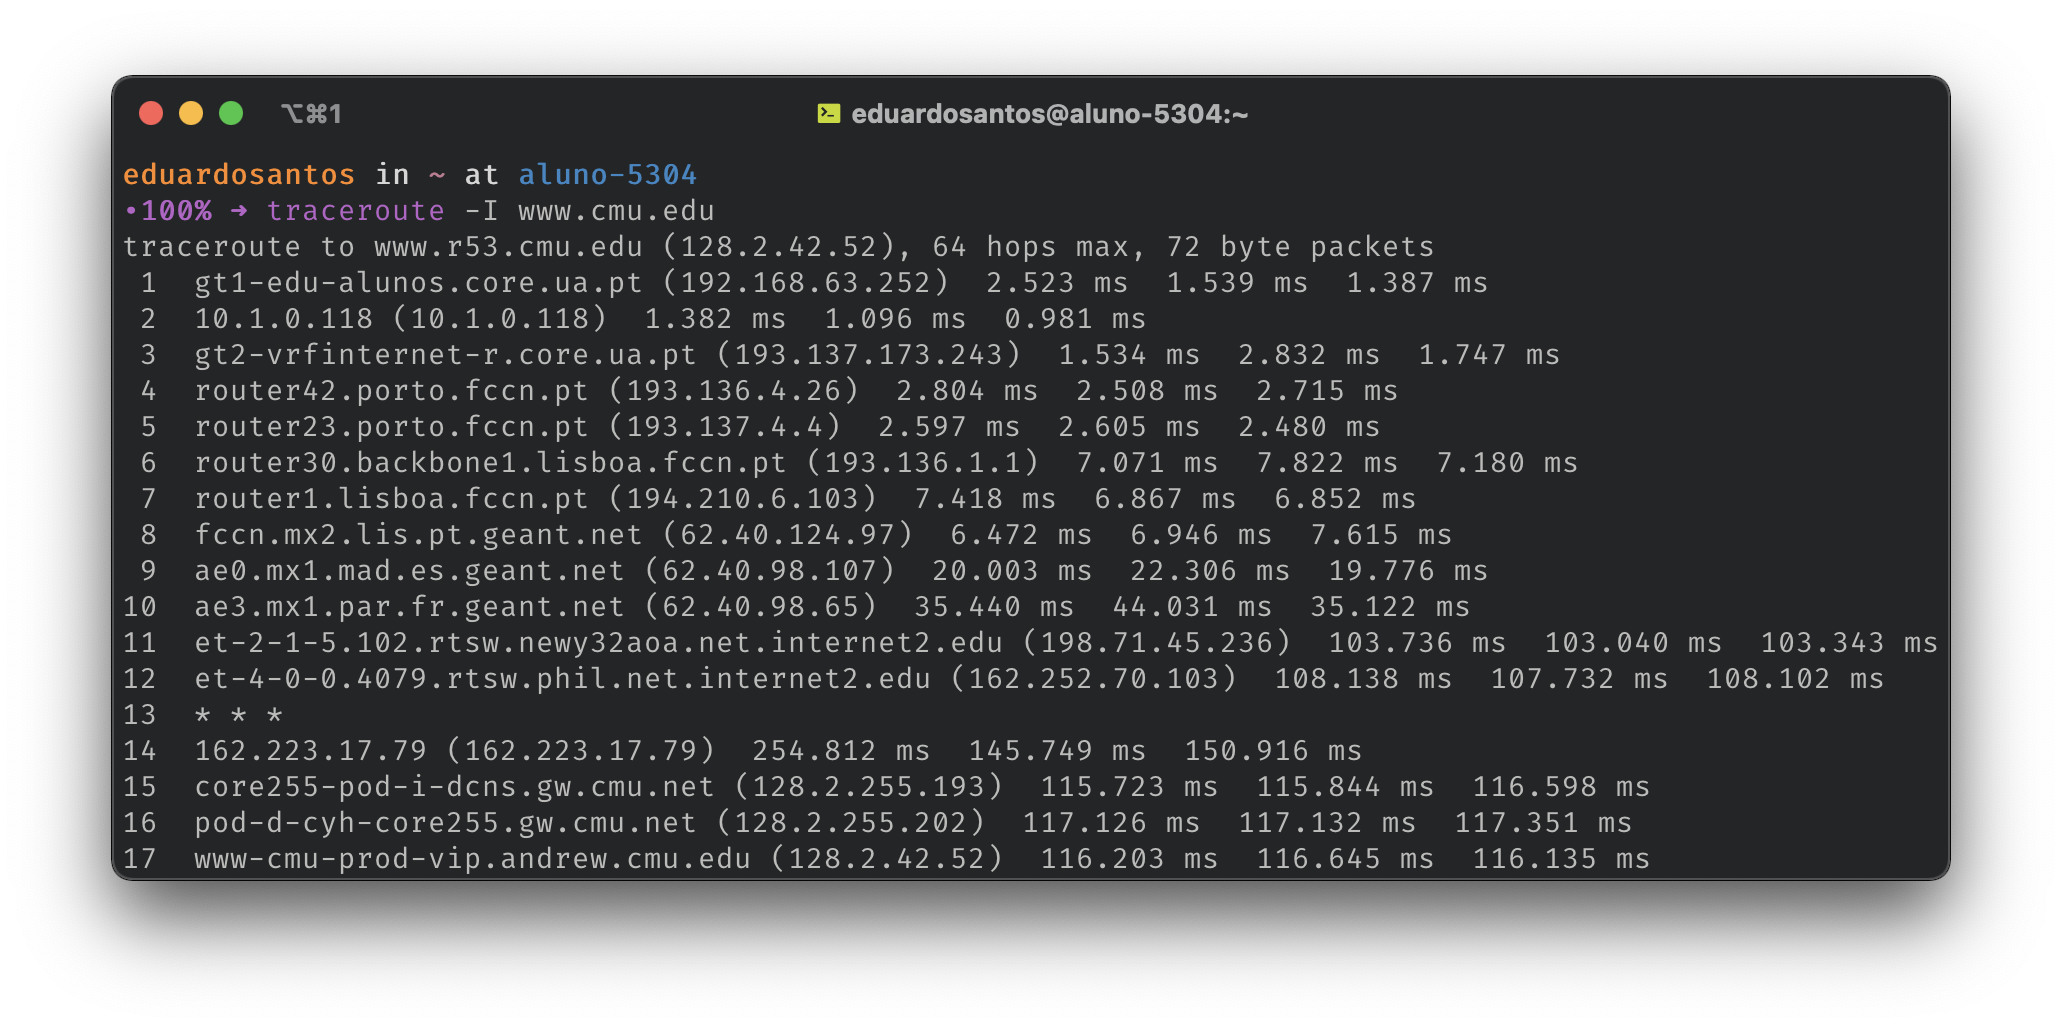 ⌥⌘1
eduardosantos@aluno-5304:~
eduardosantos in ~ at aluno-5304
•100% ➜ traceroute -I www.cmu.edu
traceroute to www.r53.cmu.edu (128.2.42.52), 64 hops max, 72 byte packets
 1  gt1-edu-alunos.core.ua.pt (192.168.63.252)  2.523 ms  1.539 ms  1.387 ms
 2  10.1.0.118 (10.1.0.118)  1.382 ms  1.096 ms  0.981 ms
 3  gt2-vrfinternet-r.core.ua.pt (193.137.173.243)  1.534 ms  2.832 ms  1.747 ms
 4  router42.porto.fccn.pt (193.136.4.26)  2.804 ms  2.508 ms  2.715 ms
 5  router23.porto.fccn.pt (193.137.4.4)  2.597 ms  2.605 ms  2.480 ms
 6  router30.backbone1.lisboa.fccn.pt (193.136.1.1)  7.071 ms  7.822 ms  7.180 ms
 7  router1.lisboa.fccn.pt (194.210.6.103)  7.418 ms  6.867 ms  6.852 ms
 8  fccn.mx2.lis.pt.geant.net (62.40.124.97)  6.472 ms  6.946 ms  7.615 ms
 9  ae0.mx1.mad.es.geant.net (62.40.98.107)  20.003 ms  22.306 ms  19.776 ms
10  ae3.mx1.par.fr.geant.net (62.40.98.65)  35.440 ms  44.031 ms  35.122 ms
11  et-2-1-5.102.rtsw.newy32aoa.net.internet2.edu (198.71.45.236)  103.736 ms  103.040 ms  103.343 ms
12  et-4-0-0.4079.rtsw.phil.net.internet2.edu (162.252.70.103)  108.138 ms  107.732 ms  108.102 ms
13  * * *
14  162.223.17.79 (162.223.17.79)  254.812 ms  145.749 ms  150.916 ms
15  core255-pod-i-dcns.gw.cmu.net (128.2.255.193)  115.723 ms  115.844 ms  116.598 ms
16  pod-d-cyh-core255.gw.cmu.net (128.2.255.202)  117.126 ms  117.132 ms  117.351 ms
17  www-cmu-prod-vip.andrew.cmu.edu (128.2.42.52)  116.203 ms  116.645 ms  116.135 ms